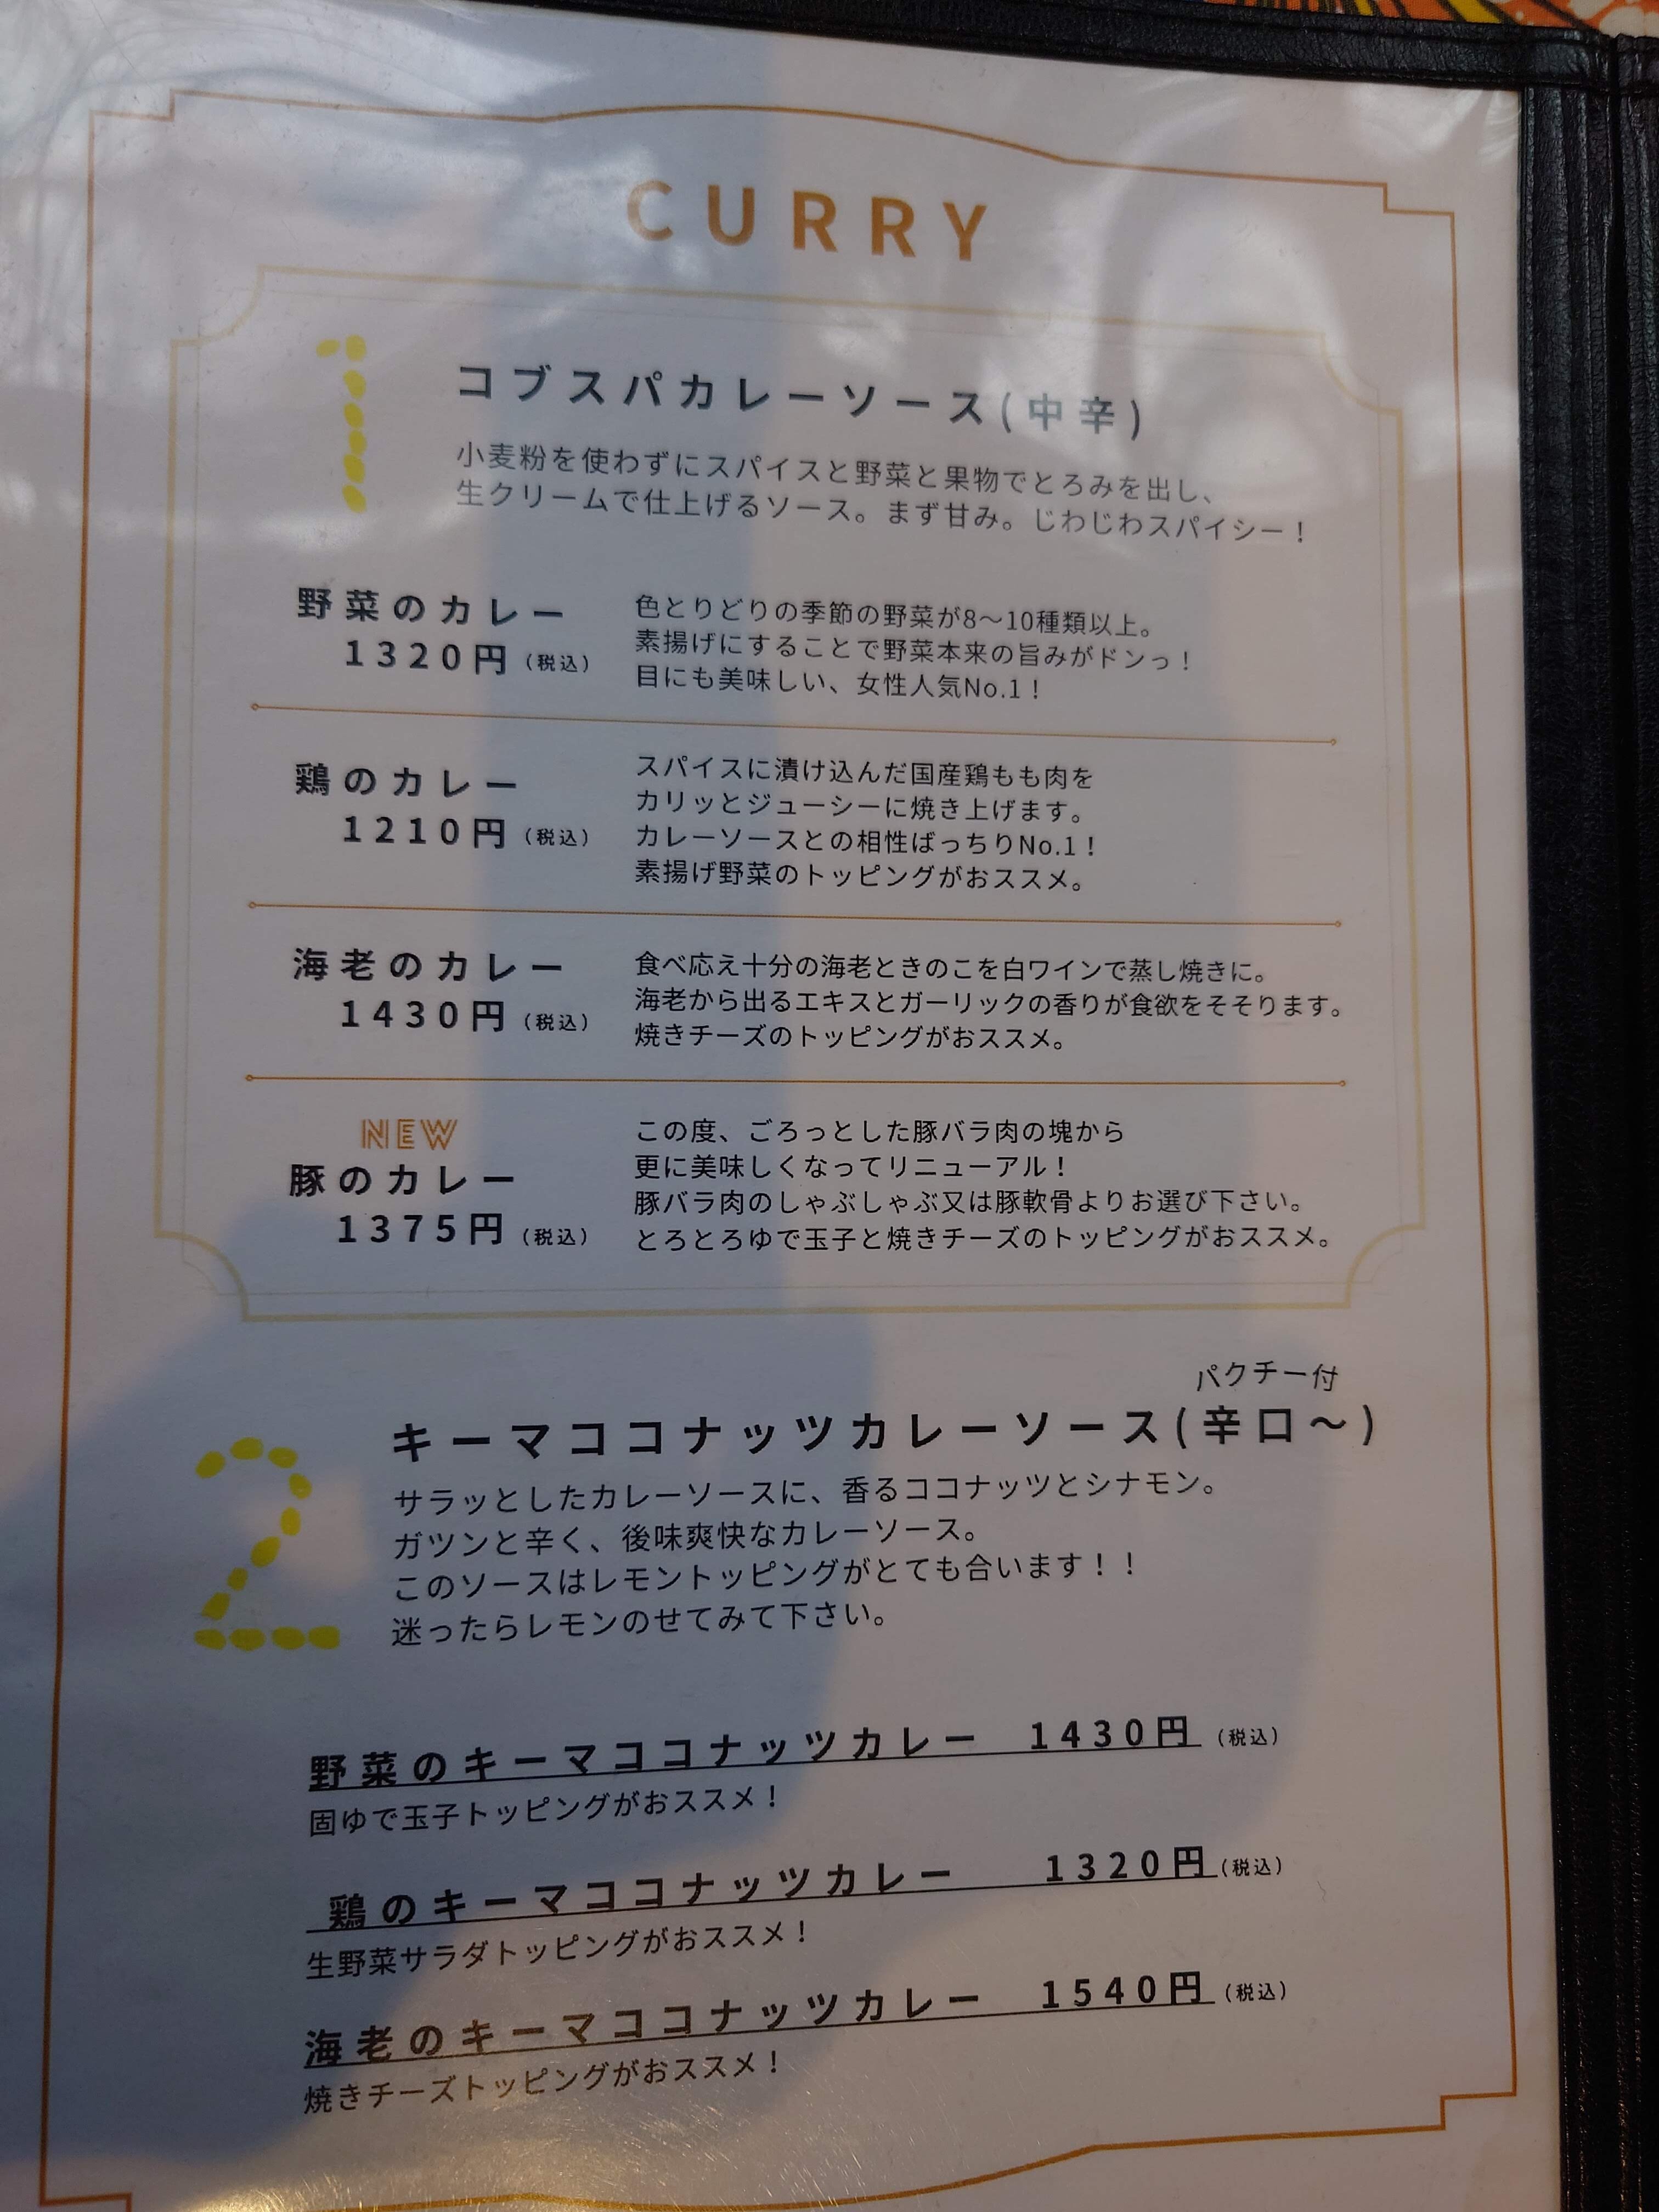 CURRY
1
コブスパカレーソース(中辛)
小麦粉を使わずにスパイスと野菜と果物でとろみを出し、
生クリームで仕上げるソース。まず甘み。じわじわスパイシー！
野菜のカレー
1320円（税込）
色とりどりの季節の野菜が8～10種類以上。
素揚げにすることで野菜本来の旨みがドンっ！
目にも美味しい、女性人気No.1！
鶏のカレー
1210円（税込）
スパイスに漬け込んだ国産鶏もも肉を
カリッとジューシーに焼き上げます。
カレーソースとの相性ばっちりNo.1！
素揚げ野菜のトッピングがおススメ。
海老のカレー
1430円（税込）
食べ応え十分の海老ときのこを白ワインで蒸し焼きに。
海老から出るエキスとガーリックの香りが食欲をそそります。
焼きチーズのトッピングがおススメ。
NEW
豚のカレー
1375円（税込）
この度、ごろっとした豚バラ肉の塊から
更に美味しくなってリニューアル！
豚バラ肉のしゃぶしゃぶ又は豚軟骨よりお選び下さい。
とろとろゆで玉子と焼きチーズのトッピングがおススメ。
パクチー付
2
キーマココナッツカレーソース(辛口～)
サラッとしたカレーソースに、香るココナッツとシナモン。
ガツンと辛く、後味爽快なカレーソース。
このソースはレモントッピングがとても合います！！
迷ったらレモンのせてみて下さい。
野菜のキーマココナッツカレー 1430円（税込）
固ゆで玉子トッピングがおススメ！
鶏のキーマココナッツカレー 1320円（税込）
生野菜サラダトッピングがおススメ！
海老のキーマココナッツカレー 1540円（税込）
焼きチーズトッピングがおススメ！